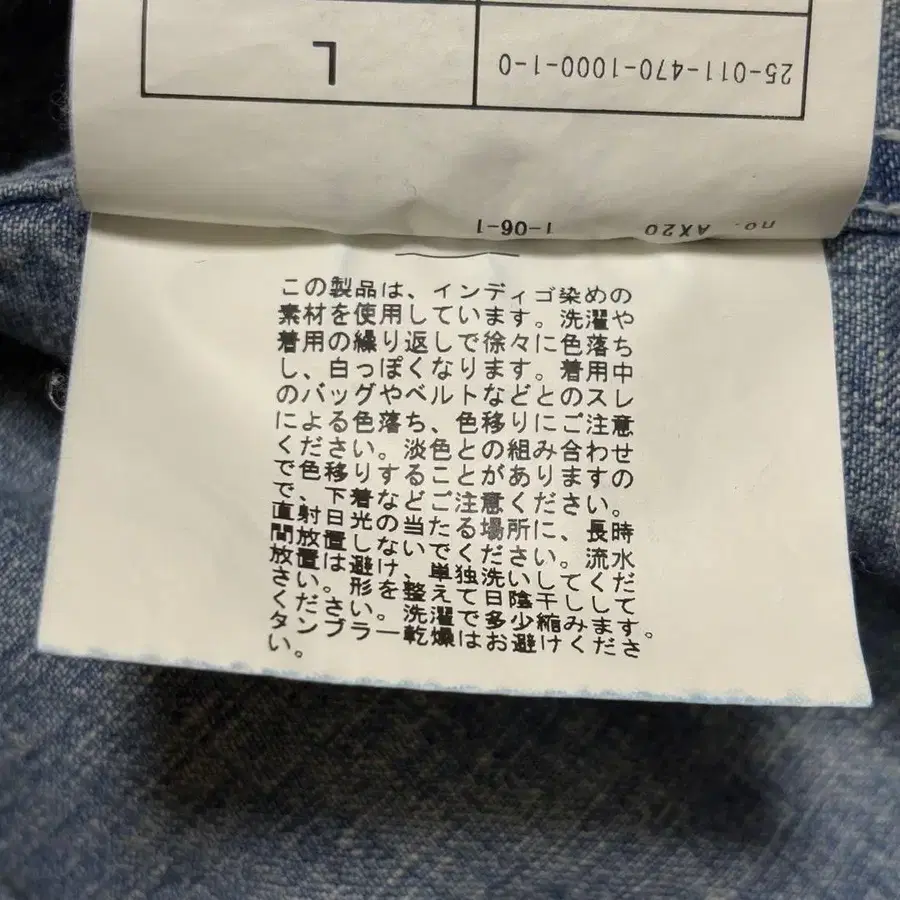 L
25-011-470-1000-1-0
no. AX20 1-06-1
この製品は、インディゴ染めの
素材を使用しています。洗濯や
着用の繰り返しで徐々に色落ち
し、白っぽくなります。着用中
のバッグやベルトなどとのスレ
による色落ち、色移りにご注意
ください。淡色との組み合わせ
で色移りすることがありますの
で、下着などご注意ください。
直射日光の当たる場所に、長時
間放置しないでください。流水
放置は避け、単独洗いしてくだ
さい。形を整えて日陰干しして
ください。洗濯で多少縮みます。
タンブラー乾燥はお避けくださ
い。